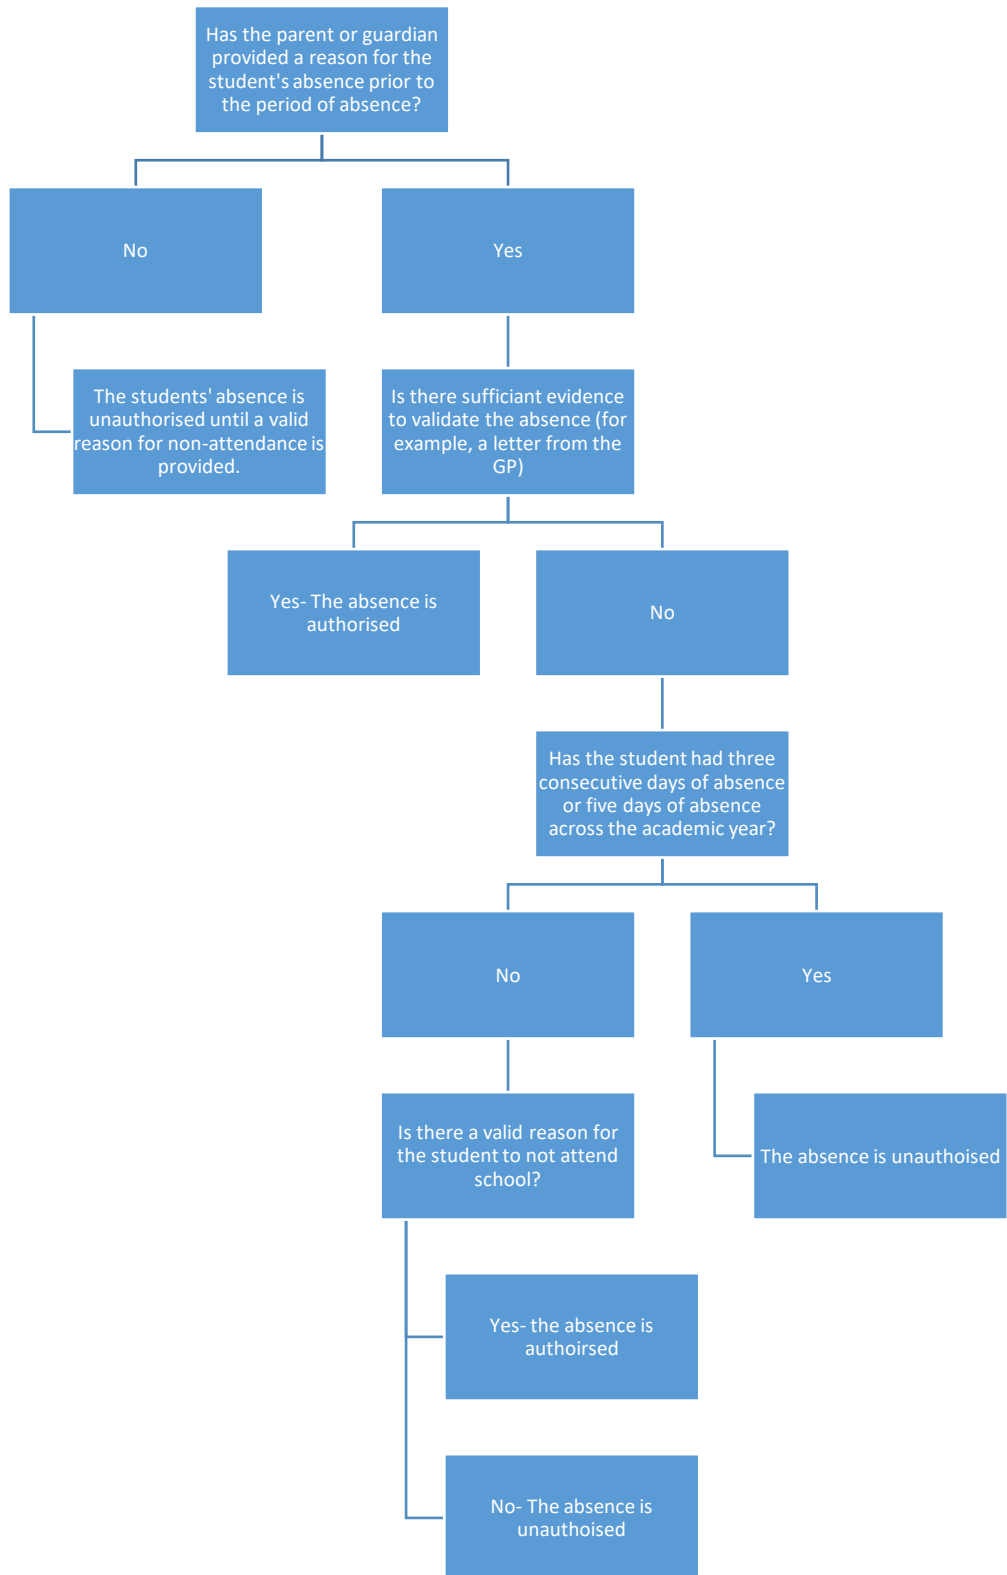 Has the parent or guardian
provided a reason for the
student's absence prior to
the period of absence?
No
Yes
The students' absence is
unauthorised until a valid
reason for non-attendance is
provided.
Is there sufficiant evidence
to validate the absence (for
example, a letter from the
GP)
Yes- The absence is
authorised
No
Has the student had three
consecutive days of absence
or five days of absence
across the academic year?
No
Yes
Is there a valid reason for
the student to not attend
school?
The absence is unauthoised
Yes- the absence is
authoirsed
No- The absence is
unauthoised